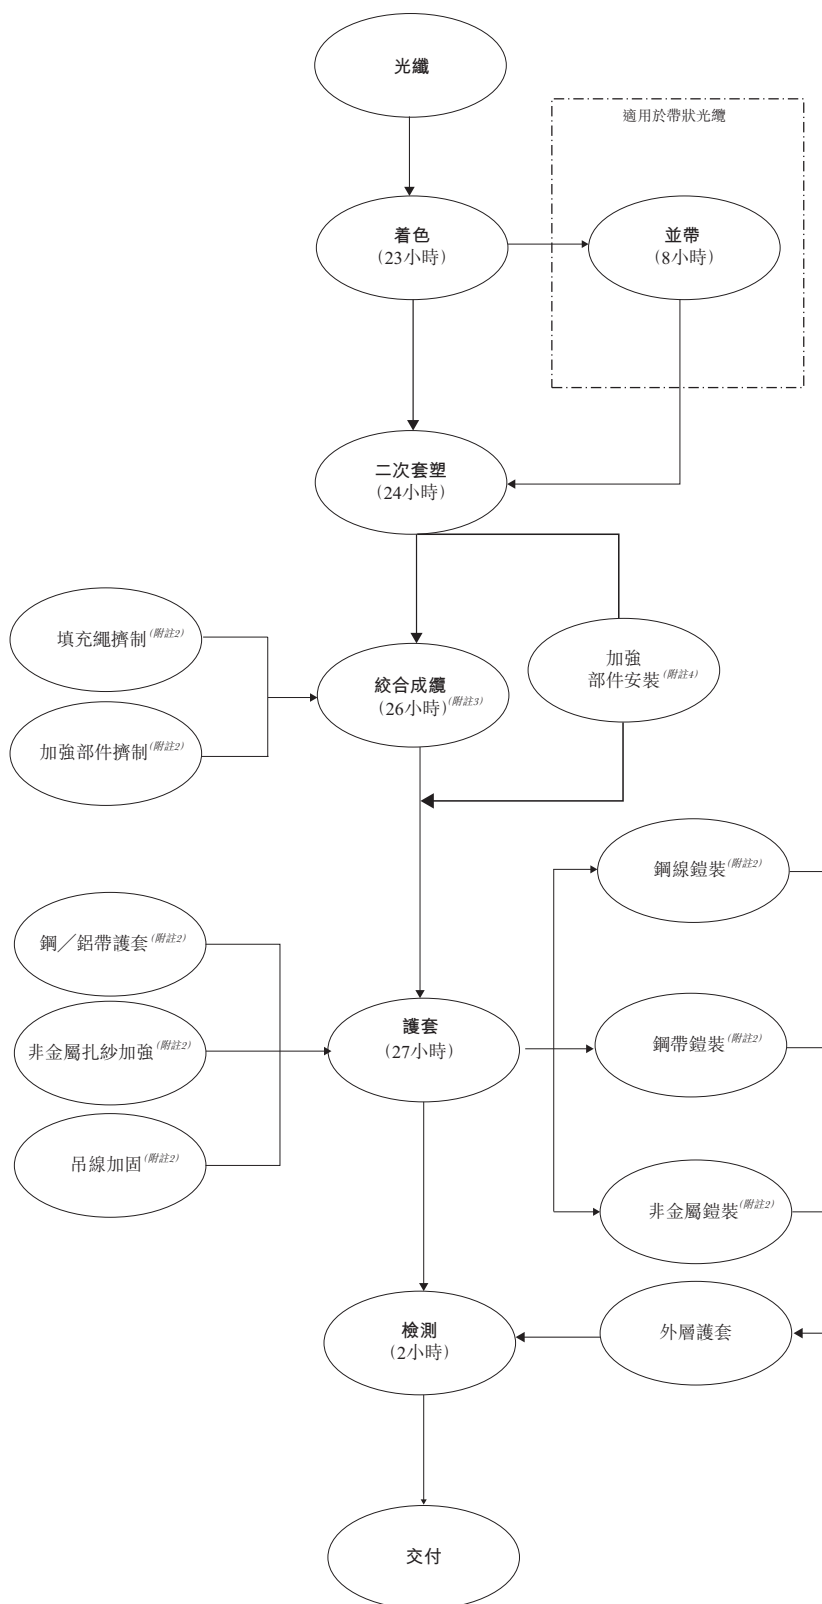 光纖
適用於帶狀光纜
着色
(23小時)
並帶
(8小時)
二次套塑
(24小時)
填充繩擠制(附註2)
加強
部件安裝(附註4)
絞合成纜
(26小時)(附註3)
加強部件擠制(附註2)
鋼線鎧裝(附註2)
鋼／鋁帶護套(附註2)
護套
(27小時)
鋼帶鎧裝(附註2)
非金屬扎紗加強(附註2)
吊線加固(附註2)
非金屬鎧裝(附註2)
檢測
(2小時)
外層護套
交付